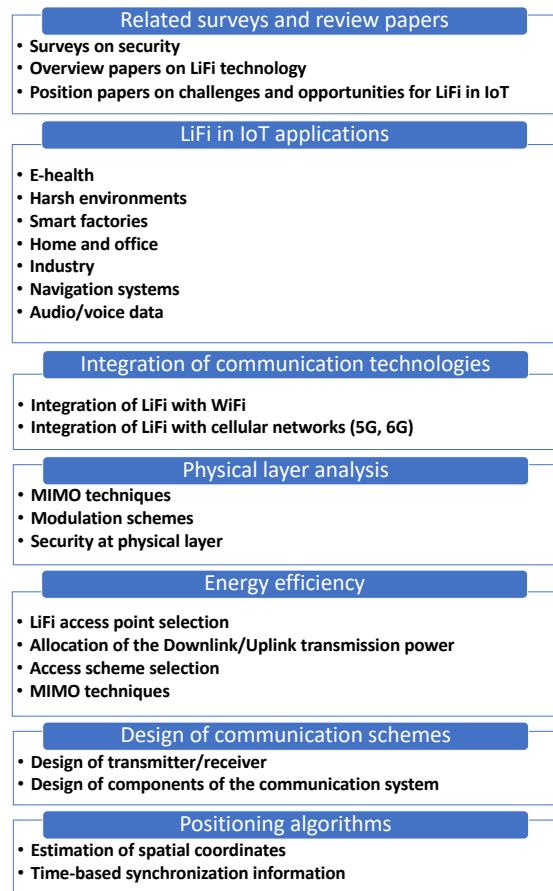 Related surveys and review papers
• Surveys on security
• Overview papers on LiFi technology
• Position papers on challenges and opportunities for LiFi in IoT
LiFi in IoT applications
• E-health
• Harsh environments
• Smart factories
• Home and office
• Industry
• Navigation systems
• Audio/voice data
Integration of communication technologies
• Integration of LiFi with WiFi
• Integration of LiFi with cellular networks (5G, 6G)
Physical layer analysis
• MIMO techniques
• Modulation schemes
• Security at physical layer
Energy efficiency
• LiFi access point selection
• Allocation of the Downlink/Uplink transmission power
• Access scheme selection
• MIMO techniques
Design of communication schemes
• Design of transmitter/receiver
• Design of components of the communication system
Positioning algorithms
• Estimation of spatial coordinates
• Time-based synchronization information